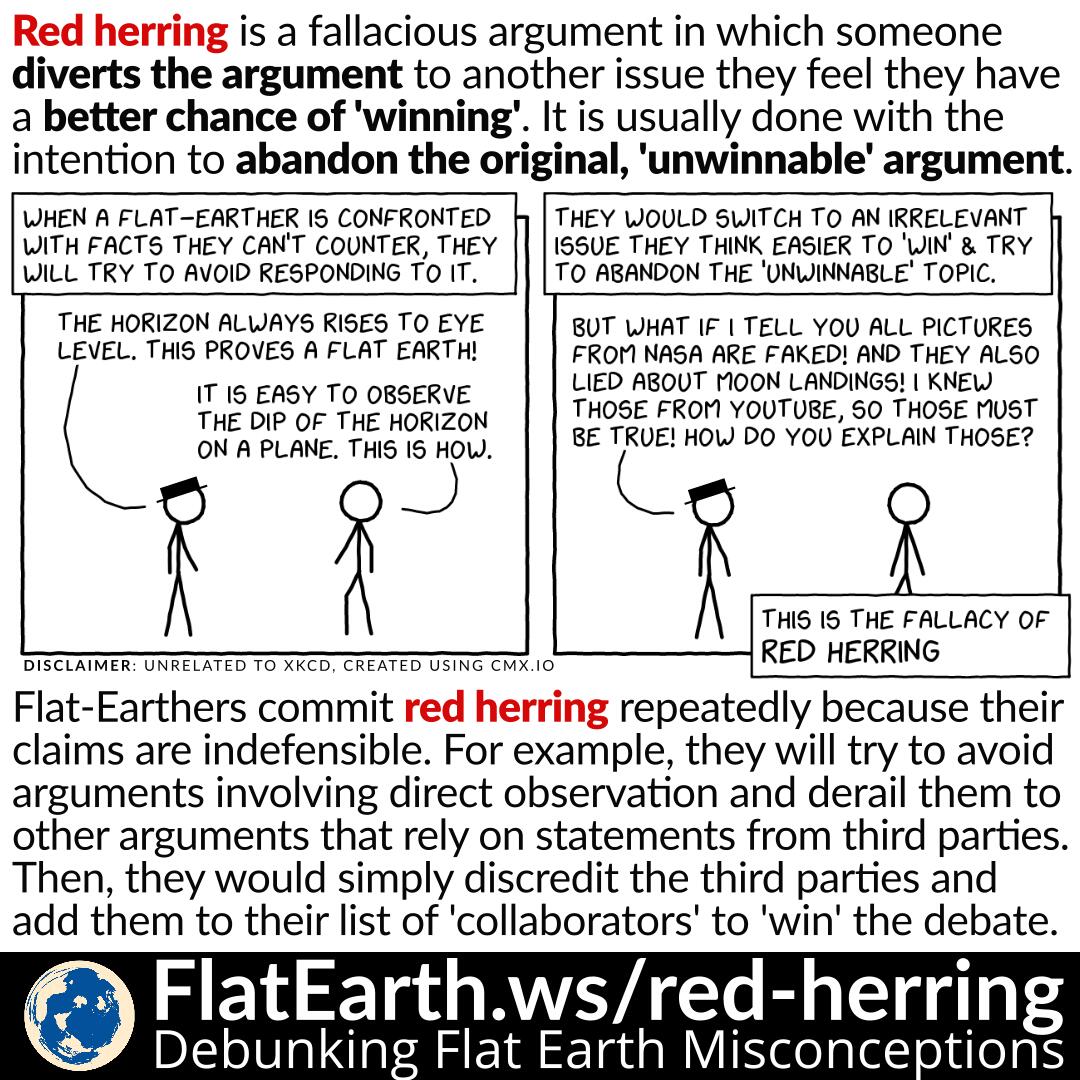 Red herring is a fallacious argument in which someone
diverts the argument to another issue they feel they have
a better chance of 'winning'. It is usually done with the
intention to abandon the original, 'unwinnable' argument.
WHEN A FLAT-EARTHER IS CONFRONTED
WITH FACTS THEY CAN'T COUNTER, THEY
WILL TRY TO AVOID RESPONDING TO IT.
THE HORIZON ALWAYS RISES TO EYE
LEVEL. THIS PROVES A FLAT EARTH!
IT IS EASY TO OBSERVE
THE DIP OF THE HORIZON
ON A PLANE. THIS IS HOW.
THEY WOULD SWITCH TO AN IRRELEVANT
ISSUE THEY THINK EASIER TO 'WIN' & TRY
TO ABANDON THE 'UNWINNABLE' TOPIC.
BUT WHAT IF I TELL YOU ALL PICTURES
FROM NASA ARE FAKED! AND THEY ALSO
LIED ABOUT MOON LANDINGS! I KNEW
THOSE FROM YOUTUBE, SO THOSE MUST
BE TRUE! HOW DO YOU EXPLAIN THOSE?
THIS IS THE FALLACY OF
RED HERRING
DISCLAIMER: UNRELATED TO XKCD, CREATED USING CMX.IO
Flat-Earthers commit red herring repeatedly because their
claims are indefensible. For example, they will try to avoid
arguments involving direct observation and derail them to
other arguments that rely on statements from third parties.
Then, they would simply discredit the third parties and
add them to their list of 'collaborators' to 'win' the debate.
FlatEarth.ws/red-herring
Debunking Flat Earth Misconceptions